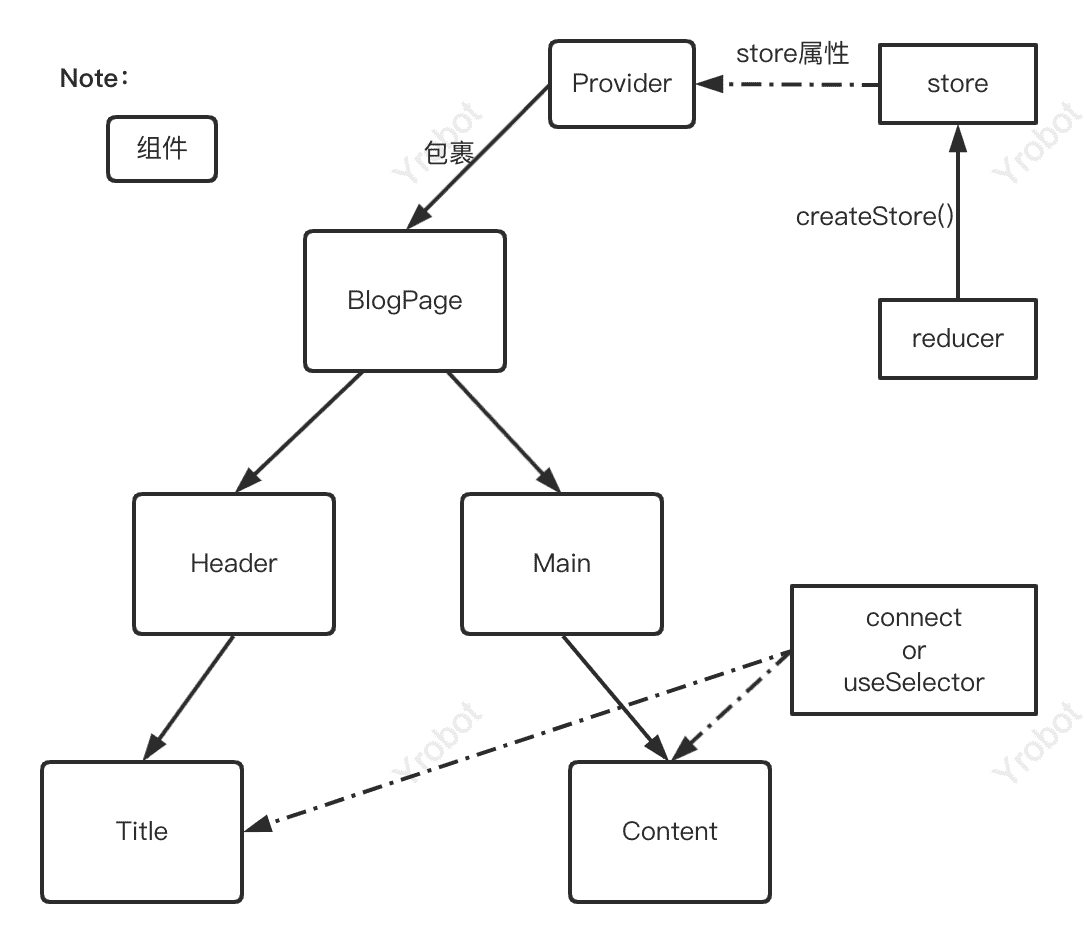 Note：
组件
Provider
store属性
store
包裹
createStore()
BlogPage
reducer
Header
Main
connect
or
useSelector
Title
Content
Yrobot
Yrobot
Yrobot
Yrobot